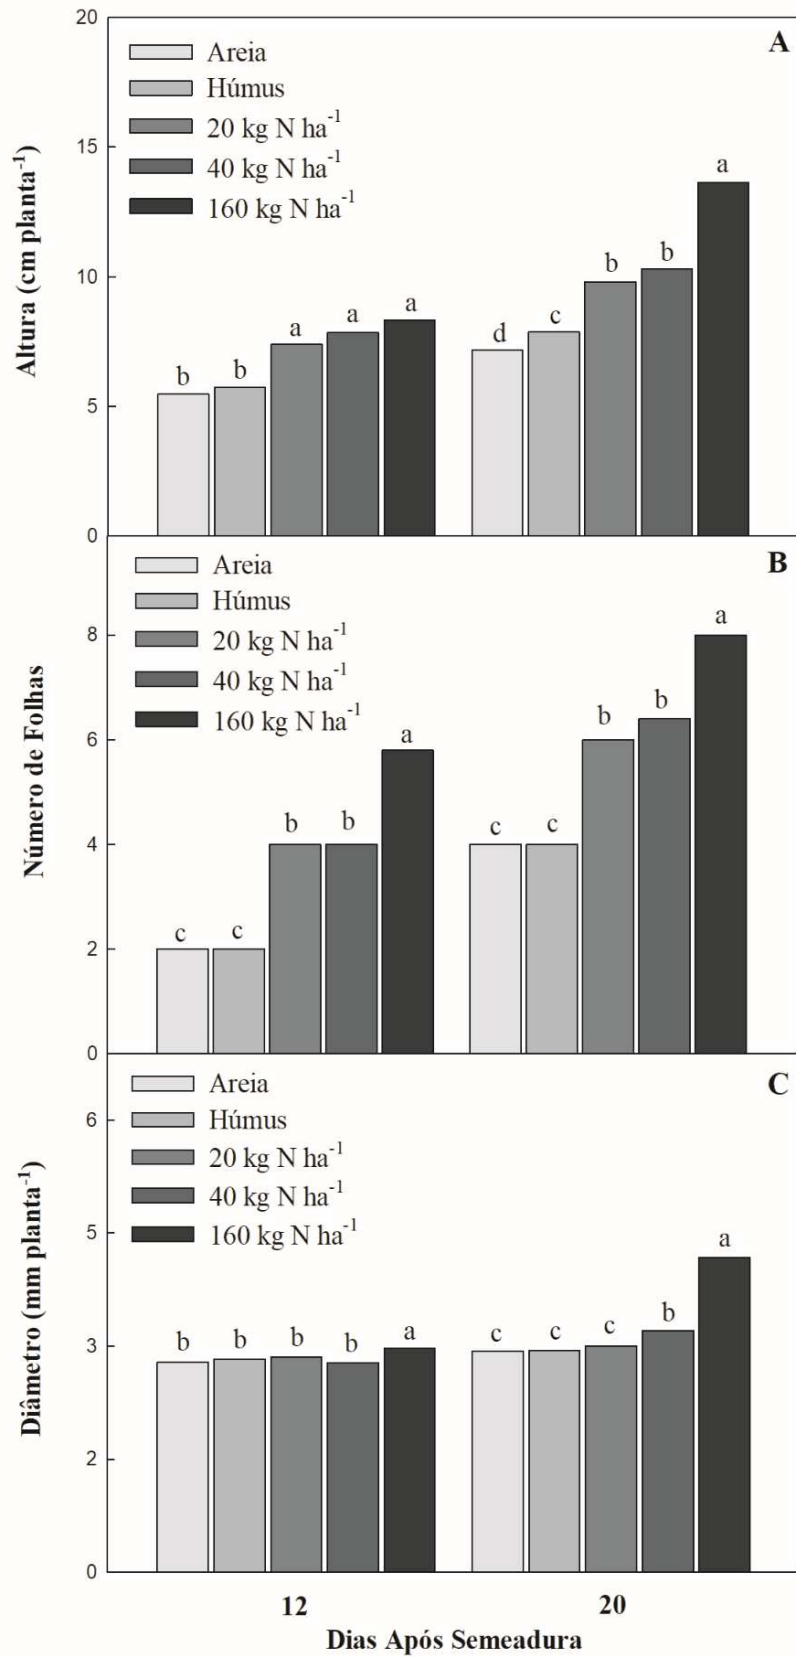 20
A
Areia
Húmus
20 kg N ha⁻¹
40 kg N ha⁻¹
160 kg N ha⁻¹
15
10
5
0
Altura (cm planta⁻¹)
b b a a a
d c b b a
B
Areia
Húmus
20 kg N ha⁻¹
40 kg N ha⁻¹
160 kg N ha⁻¹
8
6
4
2
0
Número de Folhas
c c b b a
c c b b a
C
Areia
Húmus
20 kg N ha⁻¹
40 kg N ha⁻¹
160 kg N ha⁻¹
6
5
3
2
0
Diâmetro (mm planta⁻¹)
b b b b a
c c c b a
12 20
Dias Após Semeadura